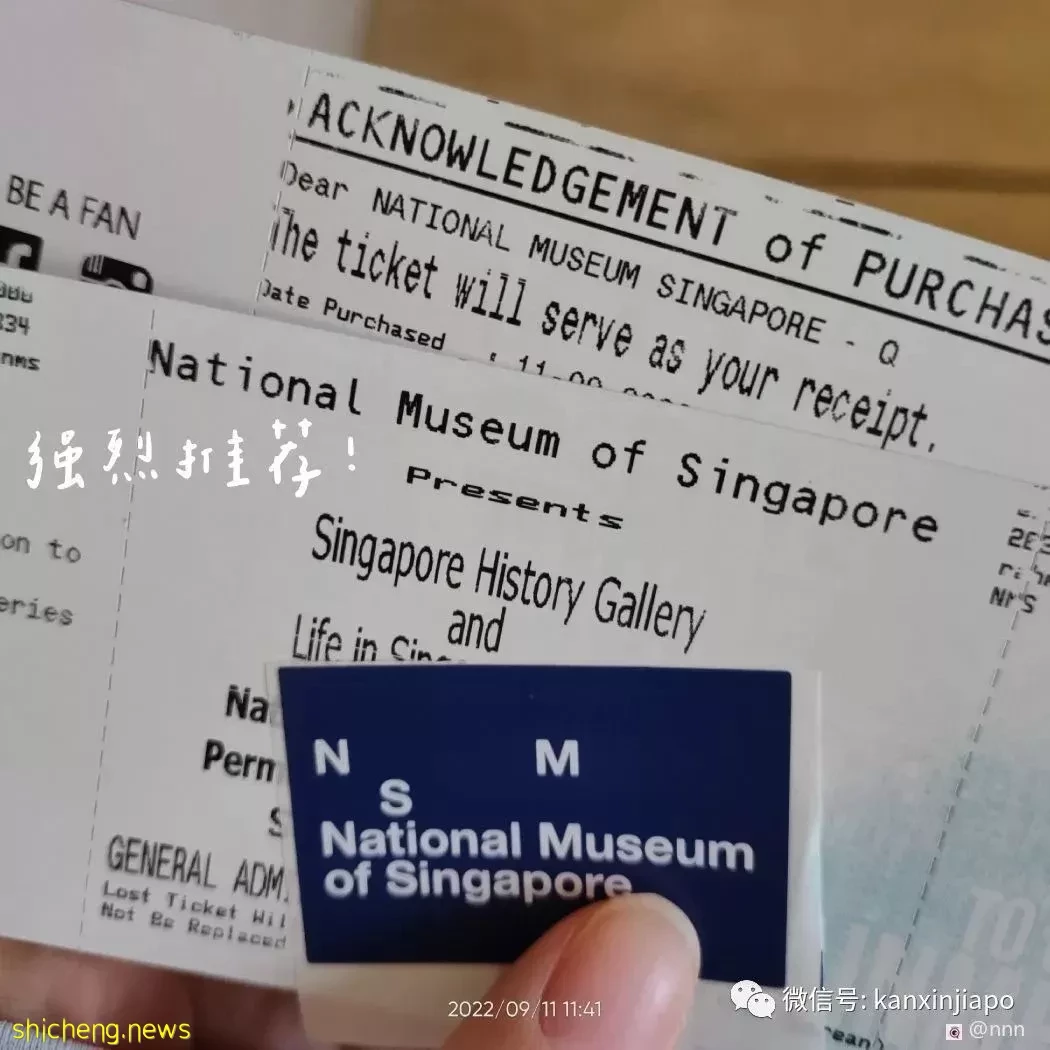 ACKNOWLEDGEMENT of PURCHAS
Dear NATIONAL MUSEUM SINGAPORE - Q
The ticket will serve as your receipt.
Date Purchased
BE A FAN
334
nms
National Museum of Singapore
Presents
强烈推荐!
Singapore History Gallery
and
Life in
on to
eries
Na
Perm
S
GENERAL ADM
Lost Ticket Wil
Not Be Replaced
N M
S
National Museum
of Singapore
2022/09/11 11:41
微信号: kanxinjiapo
@nnn
shicheng.news